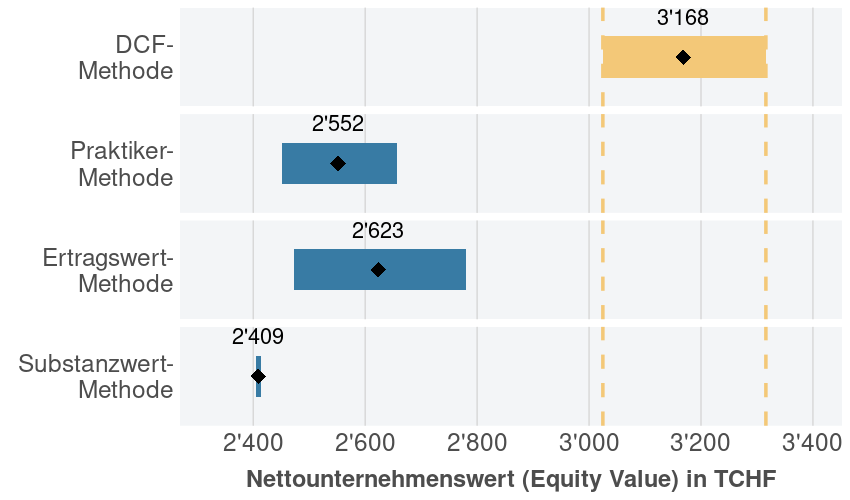 3'168
DCF-
Methode
2'552
Praktiker-
Methode
2'623
Ertragswert-
Methode
2'409
Substanzwert-
Methode
2'400 2'600 2'800 3'000 3'200 3'400
Nettounternehmenswert (Equity Value) in TCHF